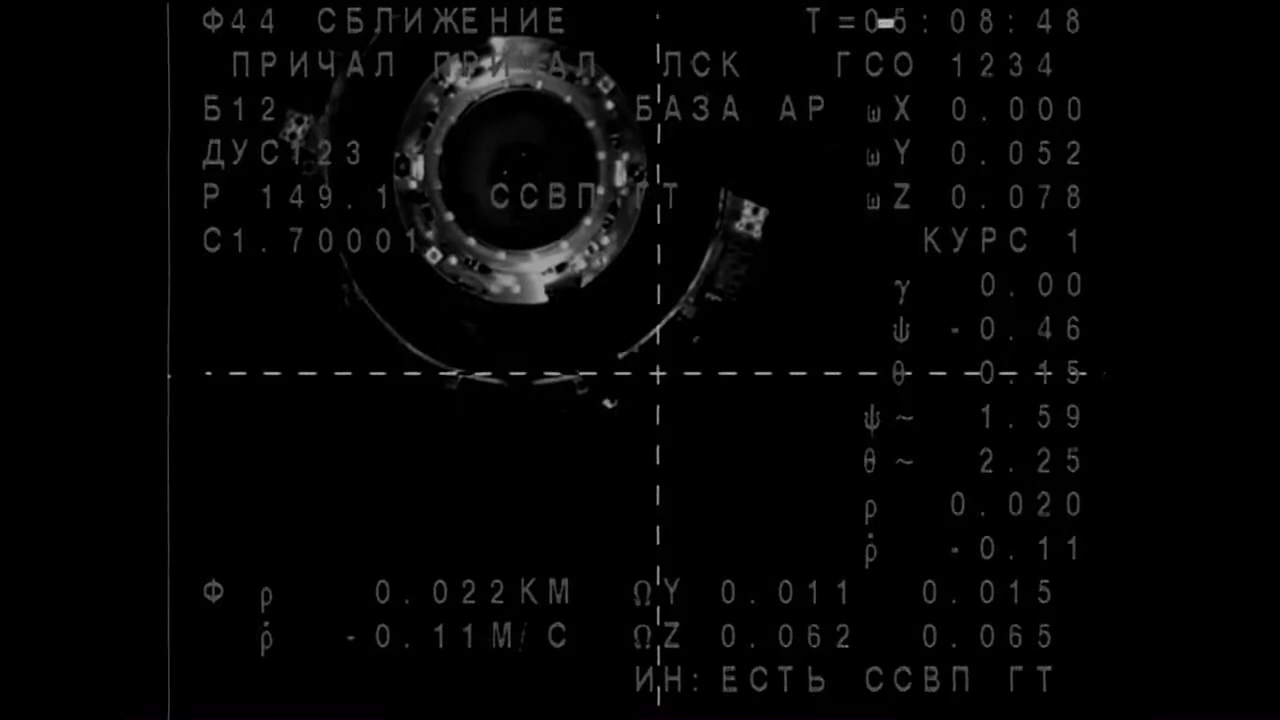 Ф44 СБЛИЖЕНИЕ T=05:08:48
ПРИЧАЛ ПРИЧАЛ ЛСК ГСО 1234
Б12 БАЗА АР ωX 0.000
ДУС123 ωY 0.052
Р 149.1 ССВП ГТ ωZ 0.078
С1.70001 КУРС 1
γ 0.00
ψ -0.46
θ 0.15
ψ~ 1.59
θ~ 2.25
ρ 0.020
ρ̇ -0.11
Ф ρ 0.022КМ ΩY 0.011 0.015
ρ̇ -0.11М/С ΩZ 0.062 0.065
ИН:ЕСТЬ ССВП ГТ